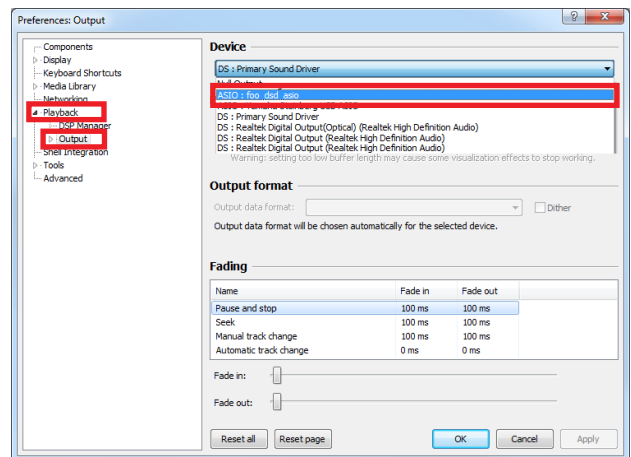 Preferences: Output
Components
Display
Keyboard Shortcuts
Media Library
Networking
Playback
DSP Manager
Output
Shell Integration
Tools
Advanced
Device
DS : Primary Sound Driver
Null Output
ASIO : foo_dsd_asio
ASIO : Yamaha Steinberg USB ASIO
DS : Primary Sound Driver
DS : Realtek Digital Output(Optical) (Realtek High Definition Audio)
DS : Realtek Digital Output (Realtek High Definition Audio)
DS : Realtek Digital Output (Realtek High Definition Audio)
Warning: setting too low buffer length may cause some visualization effects to stop working.
Output format
Output data format:
Dither
Output data format will be chosen automatically for the selected device.
Fading
Name Fade in Fade out
Pause and stop 100 ms 100 ms
Seek 100 ms 100 ms
Manual track change 100 ms 100 ms
Automatic track change 0 ms 0 ms
Fade in:
Fade out:
Reset all Reset page OK Cancel Apply